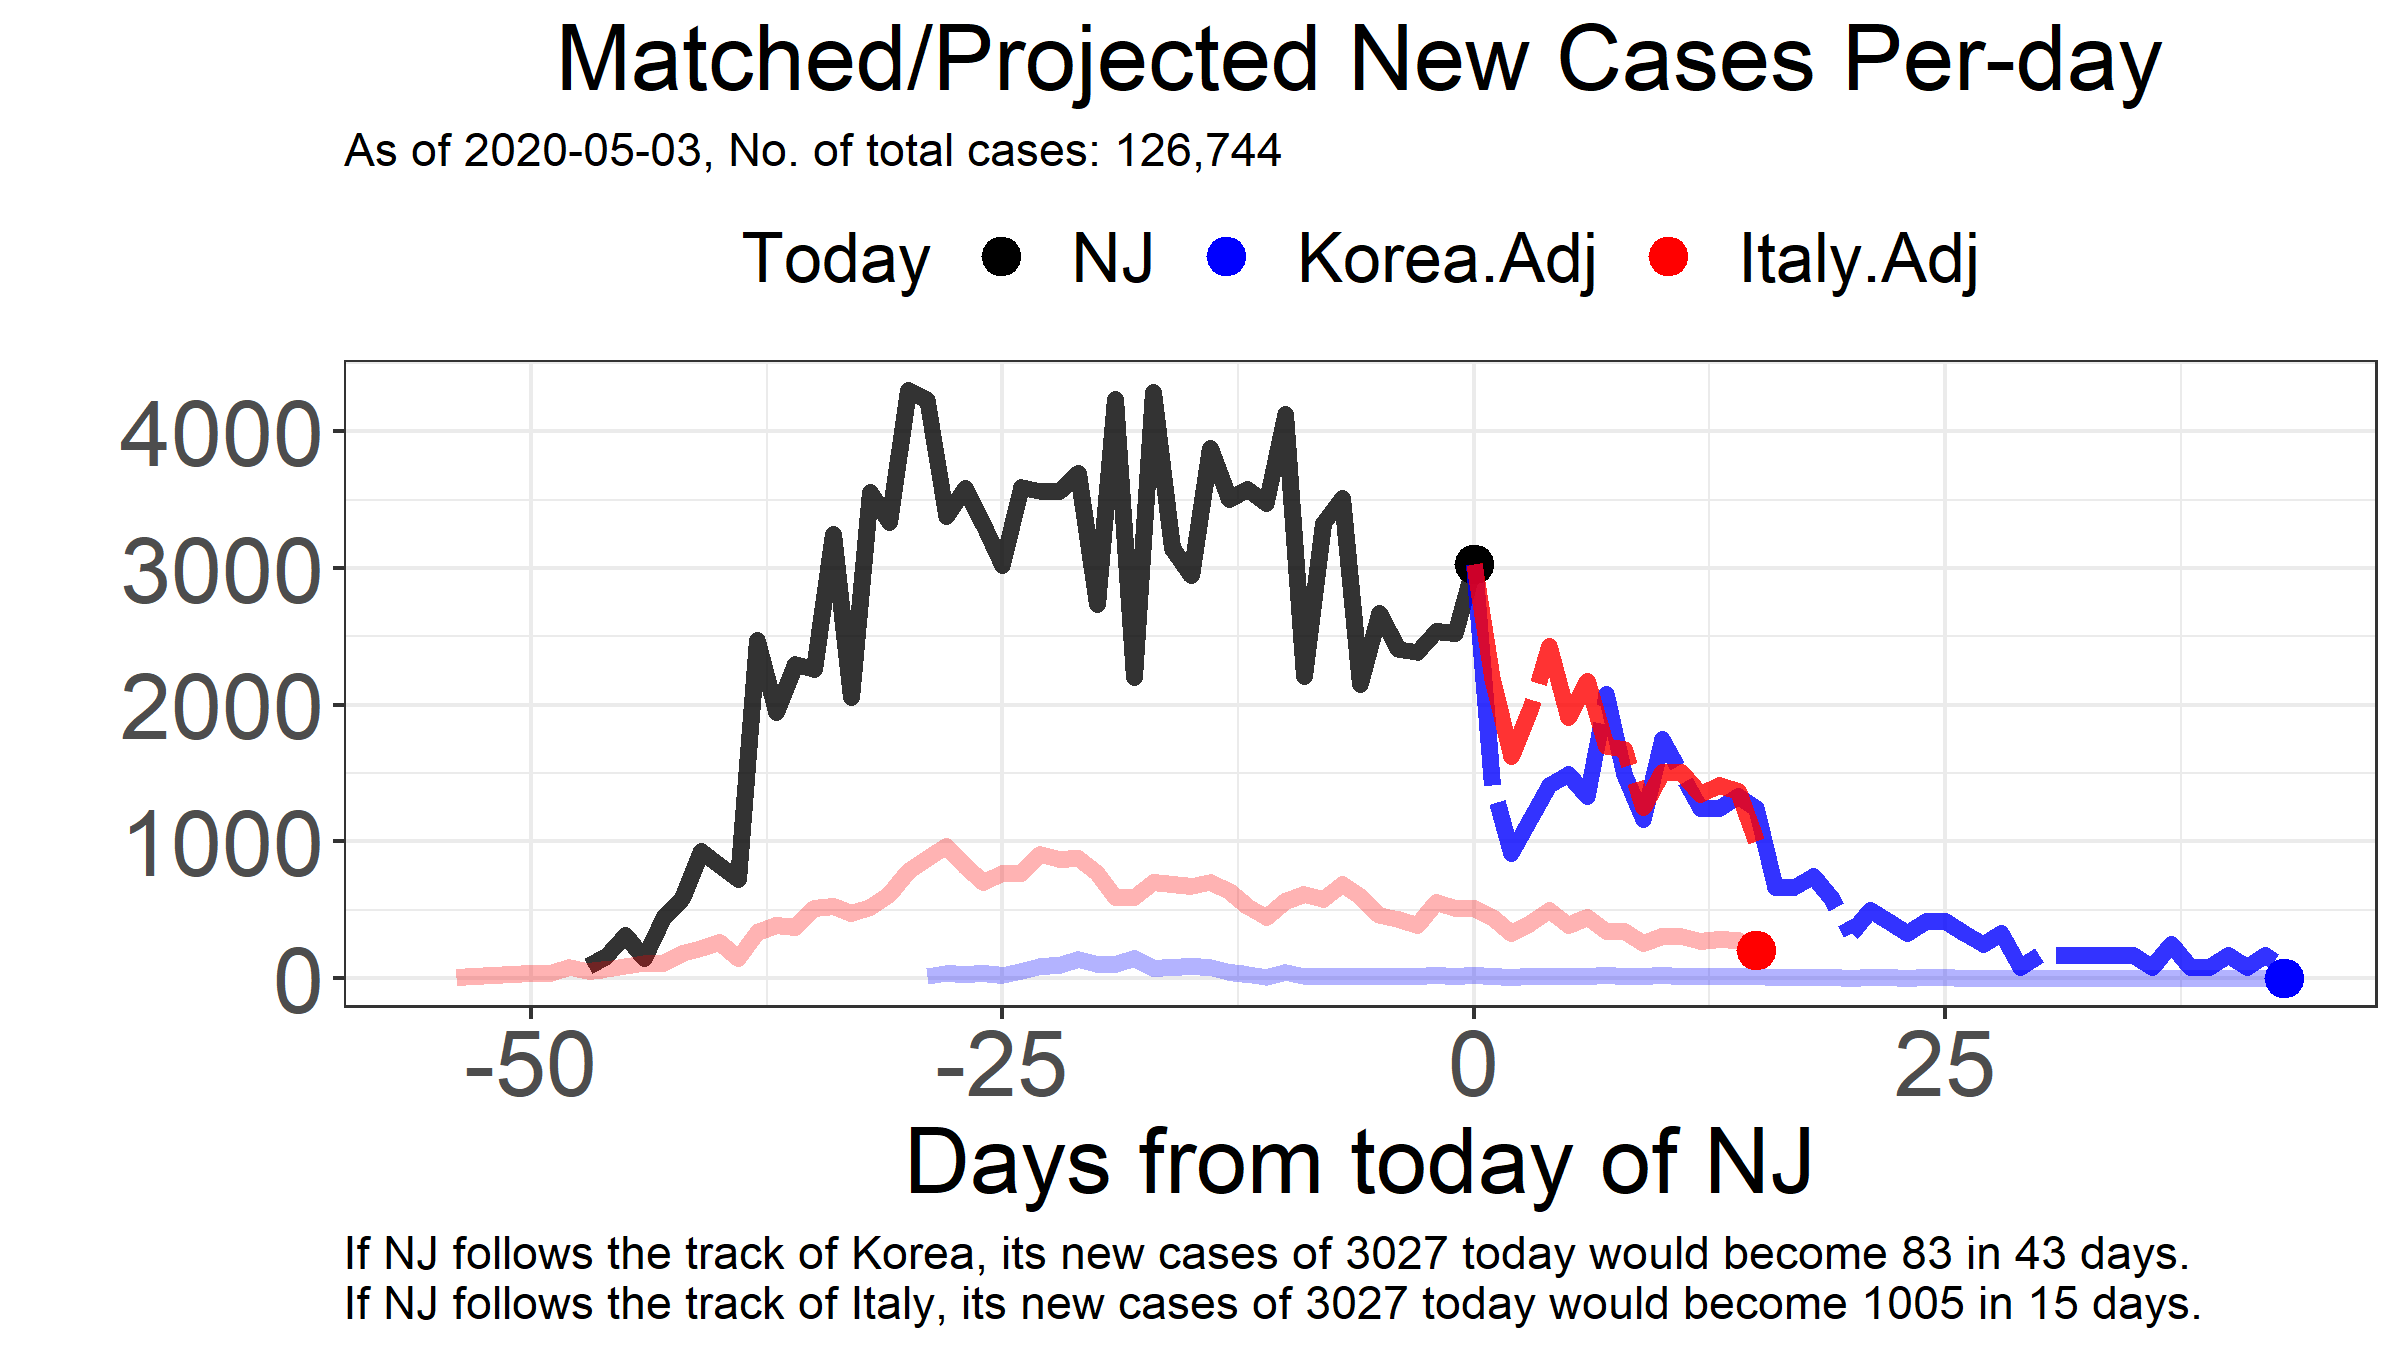 Matched/Projected New Cases Per-day
As of 2020-05-03, No. of total cases: 126,744
Today NJ Korea.Adj Italy.Adj
4000
3000
2000
1000
0
-50 -25 0 25
Days from today of NJ
If NJ follows the track of Korea, its new cases of 3027 today would become 83 in 43 days.
If NJ follows the track of Italy, its new cases of 3027 today would become 1005 in 15 days.